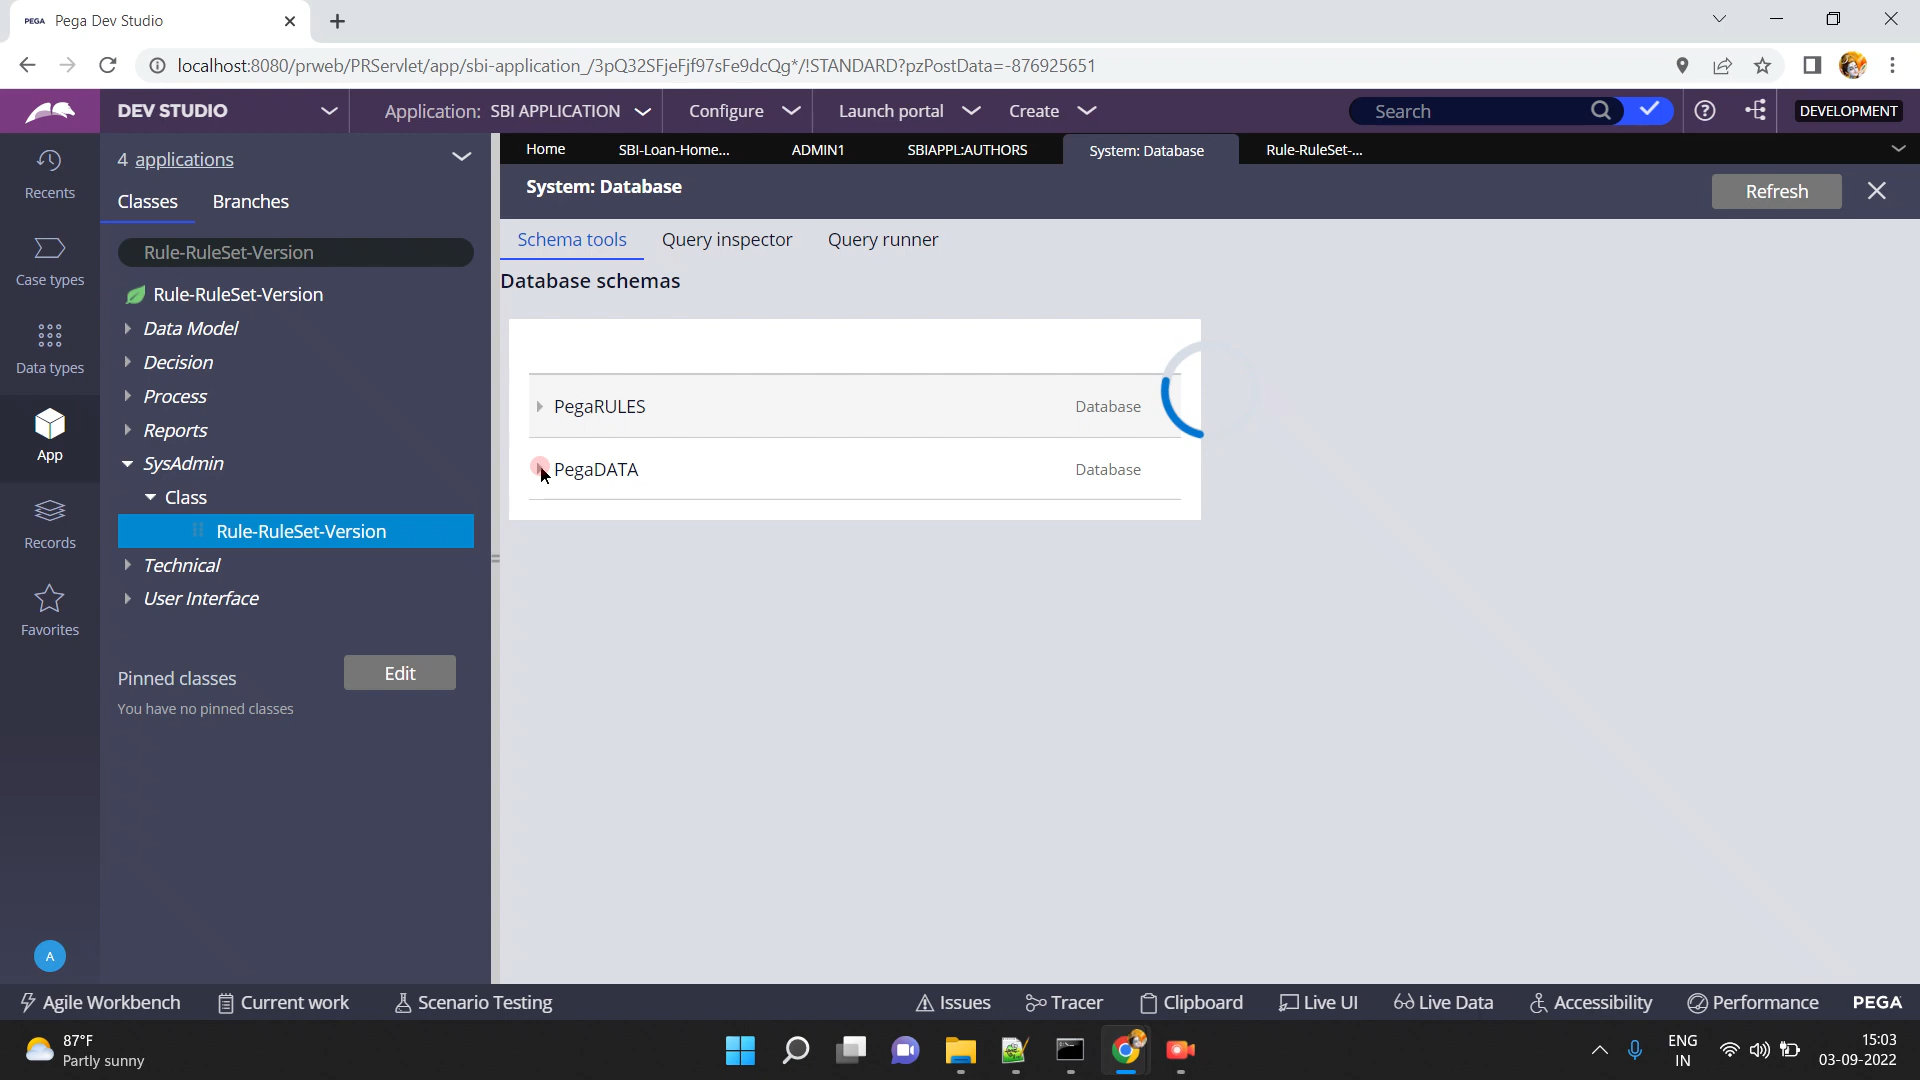 PEGA Pega Dev Studio
localhost:8080/prweb/PRServlet/app/sbi-application_/3pQ32SFjeFjf97sFe9dcQg*/!STANDARD?pzPostData=-876925651
DEV STUDIO
Application: SBI APPLICATION
Configure
Launch portal
Create
Search
DEVELOPMENT
Recents
Case types
Data types
App
Records
Favorites
A
4 applications
Classes
Branches
Rule-RuleSet-Version
Rule-RuleSet-Version
Data Model
Decision
Process
Reports
SysAdmin
Class
Rule-RuleSet-Version
Technical
User Interface
Pinned classes
Edit
You have no pinned classes
Home
SBI-Loan-Home...
ADMIN1
SBIAPPL:AUTHORS
System: Database
Rule-RuleSet-...
System: Database
Refresh
Schema tools
Query inspector
Query runner
Database schemas
PegaRULES
Database
PegaDATA
Database
Agile Workbench
Current work
Scenario Testing
Issues
Tracer
Clipboard
Live UI
Live Data
Accessibility
Performance
PEGA
87°F
Partly sunny
ENG
IN
15:03
03-09-2022